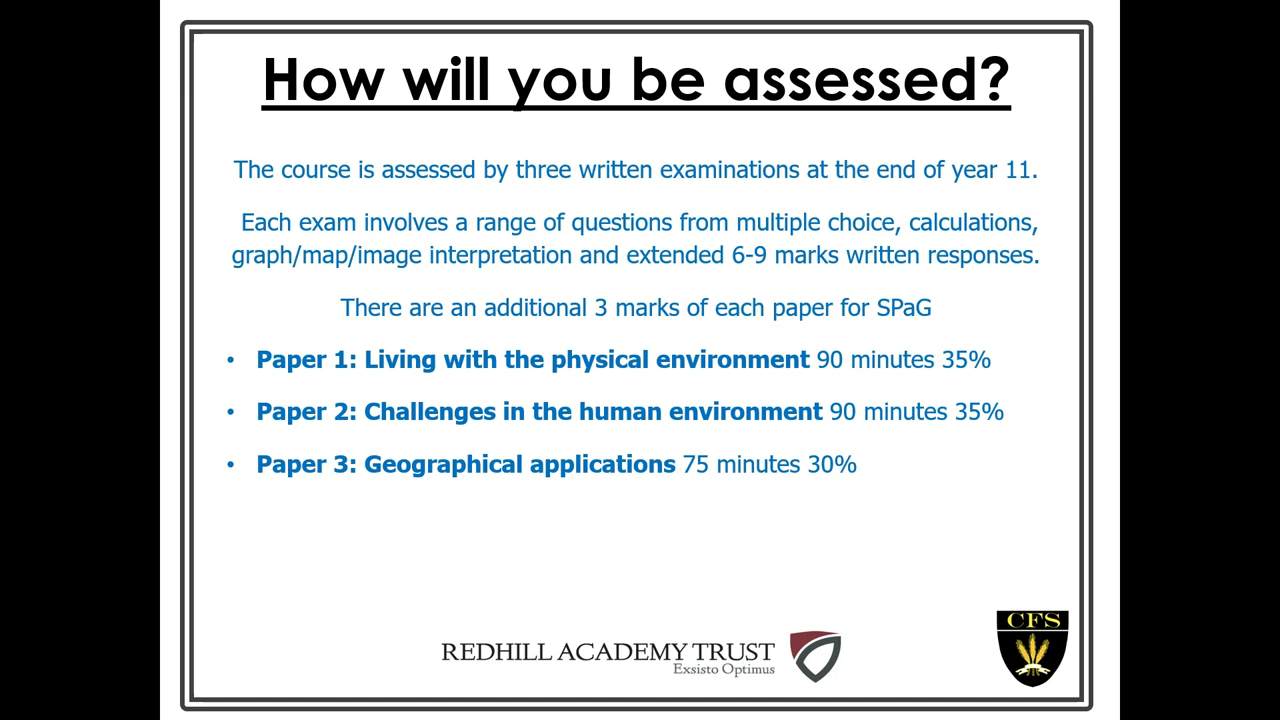 How will you be assessed?
The course is assessed by three written examinations at the end of year 11.
Each exam involves a range of questions from multiple choice, calculations,
graph/map/image interpretation and extended 6-9 marks written responses.
There are an additional 3 marks of each paper for SPaG
• Paper 1: Living with the physical environment 90 minutes 35%
• Paper 2: Challenges in the human environment 90 minutes 35%
• Paper 3: Geographical applications 75 minutes 30%
REDHILL ACADEMY TRUST
Exsisto Optimus
CFS